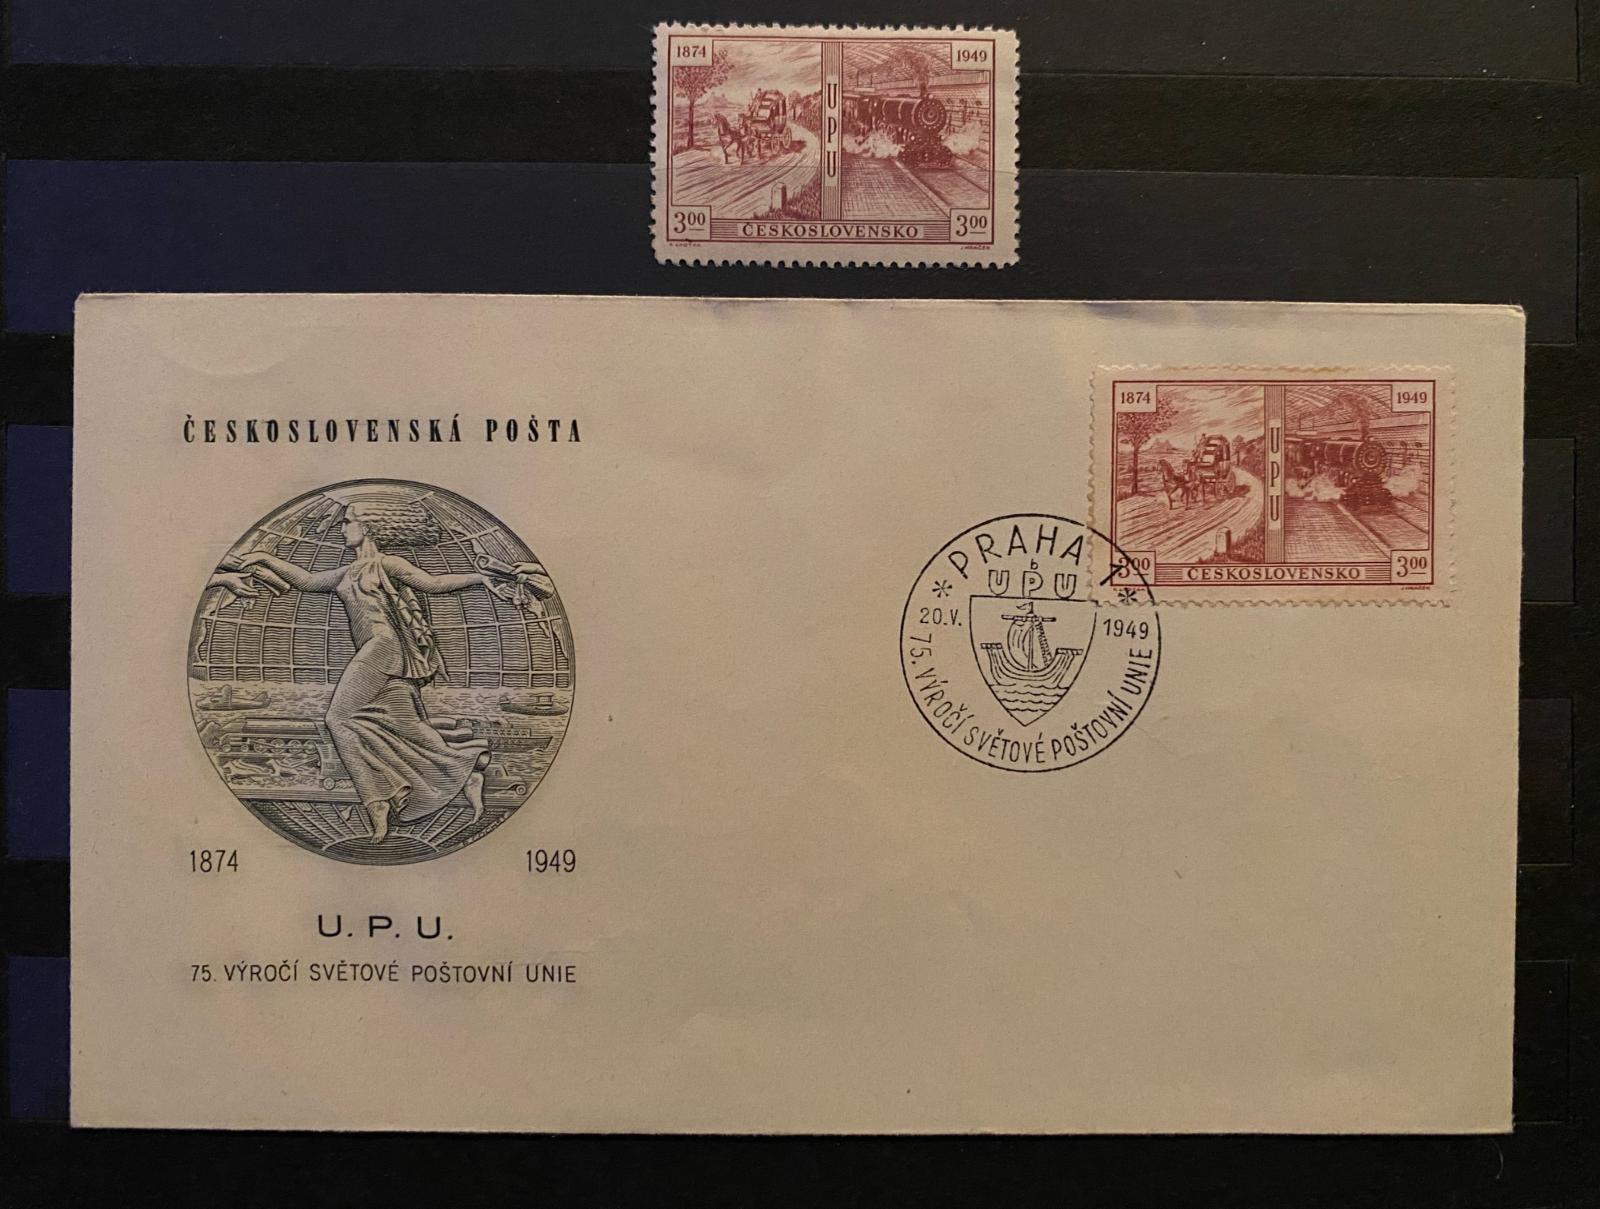 1874 1949
UPU
3.00 ČESKOSLOVENSKO 3.00
ČESKOSLOVENSKÁ POŠTA
1874 1949
U. P. U.
75. VÝROČÍ SVĚTOVÉ POŠTOVNÍ UNIE
1874 1949
UPU
3.00 ČESKOSLOVENSKO 3.00
* PRAHA 1 *
b
UPU
20.V. 1949
75. VÝROČÍ SVĚTOVÉ POŠTOVNÍ UNIE